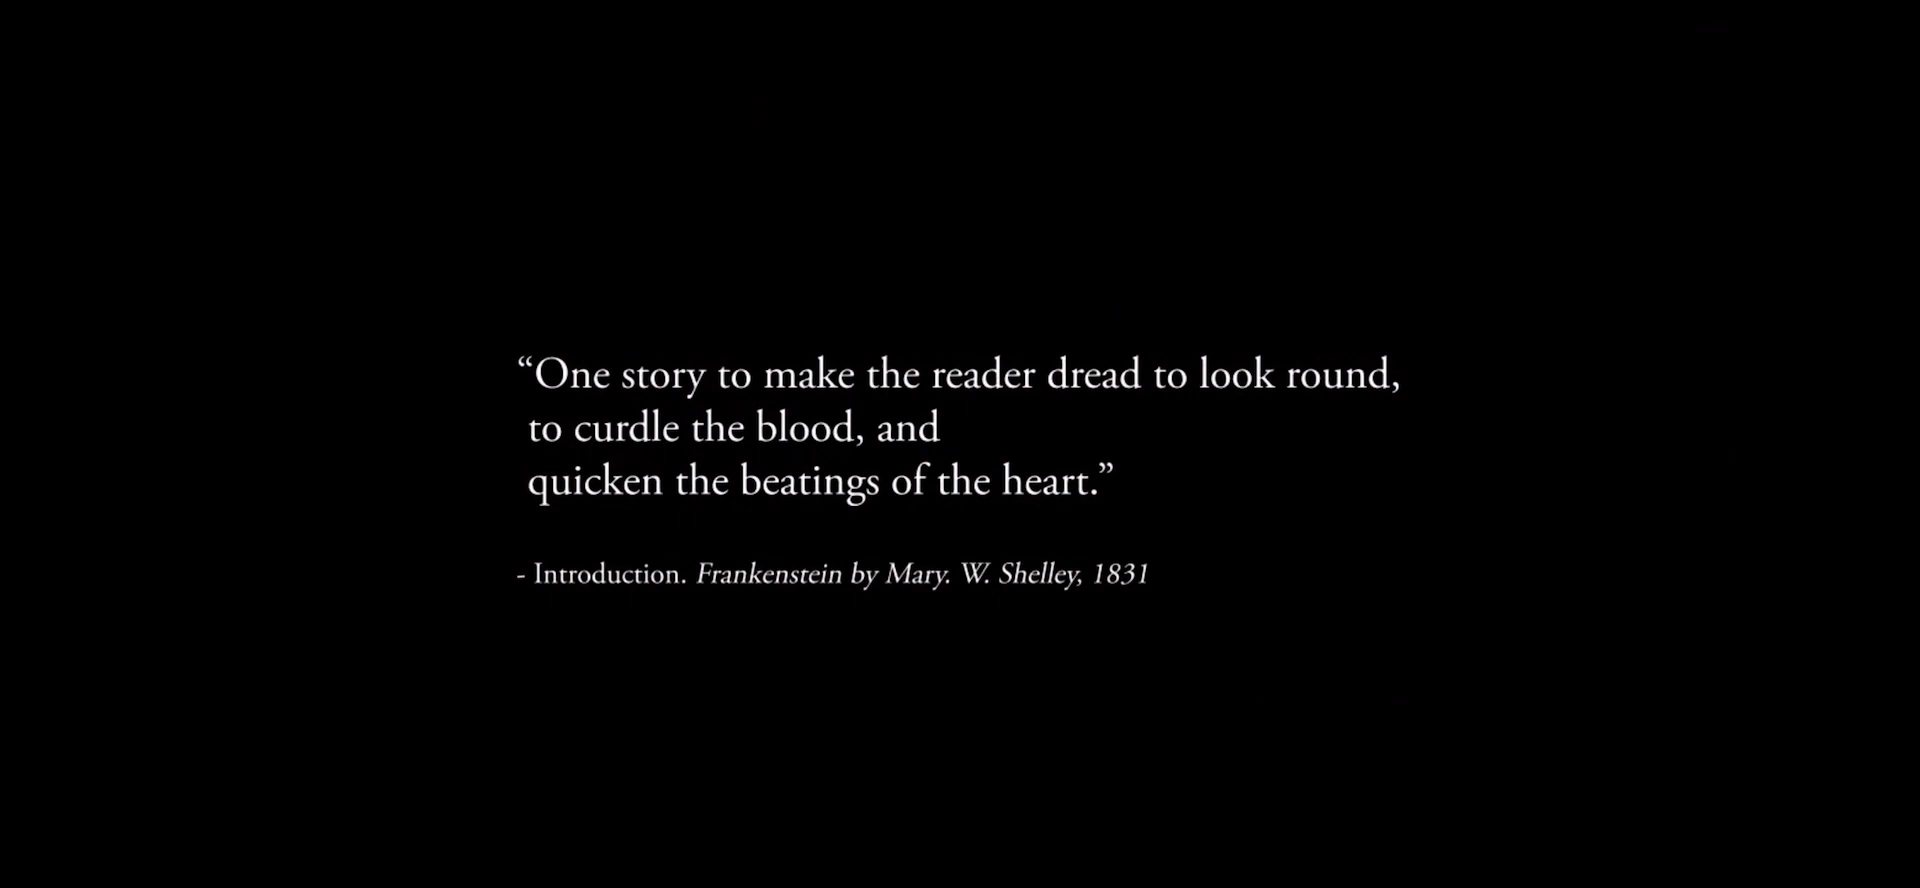 “One story to make the reader dread to look round,
to curdle the blood, and
quicken the beatings of the heart.”
- Introduction. Frankenstein by Mary. W. Shelley, 1831